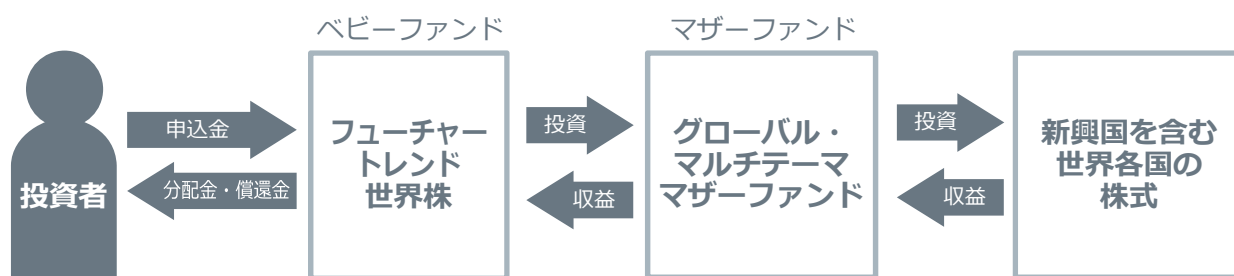 ベビーファンド
マザーファンド
投資者
申込金
分配金・償還金
フューチャー
トレンド
世界株
投資
収益
グローバル・
マルチテーマ
マザーファンド
投資
収益
新興国を含む
世界各国の
株式